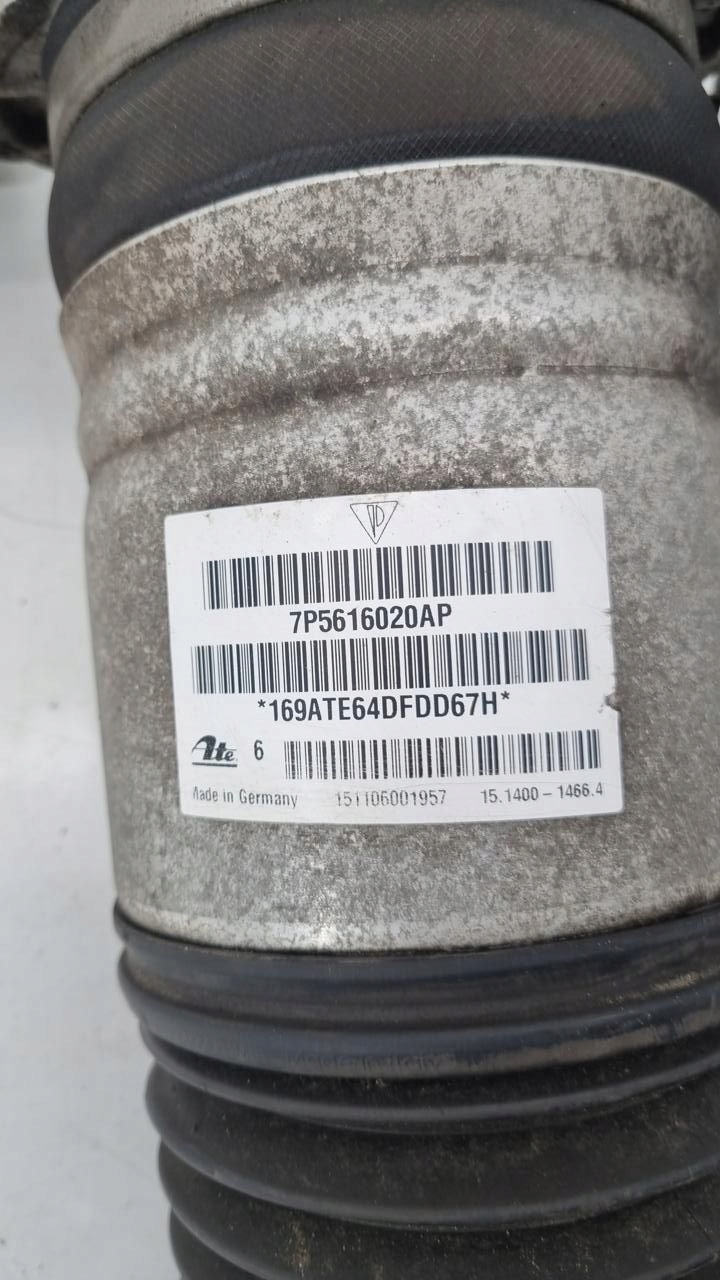 7P5616020AP
*169ATE64DFDD67H*
Ate 6
Made in Germany 151106001957 15.1400-1466.4